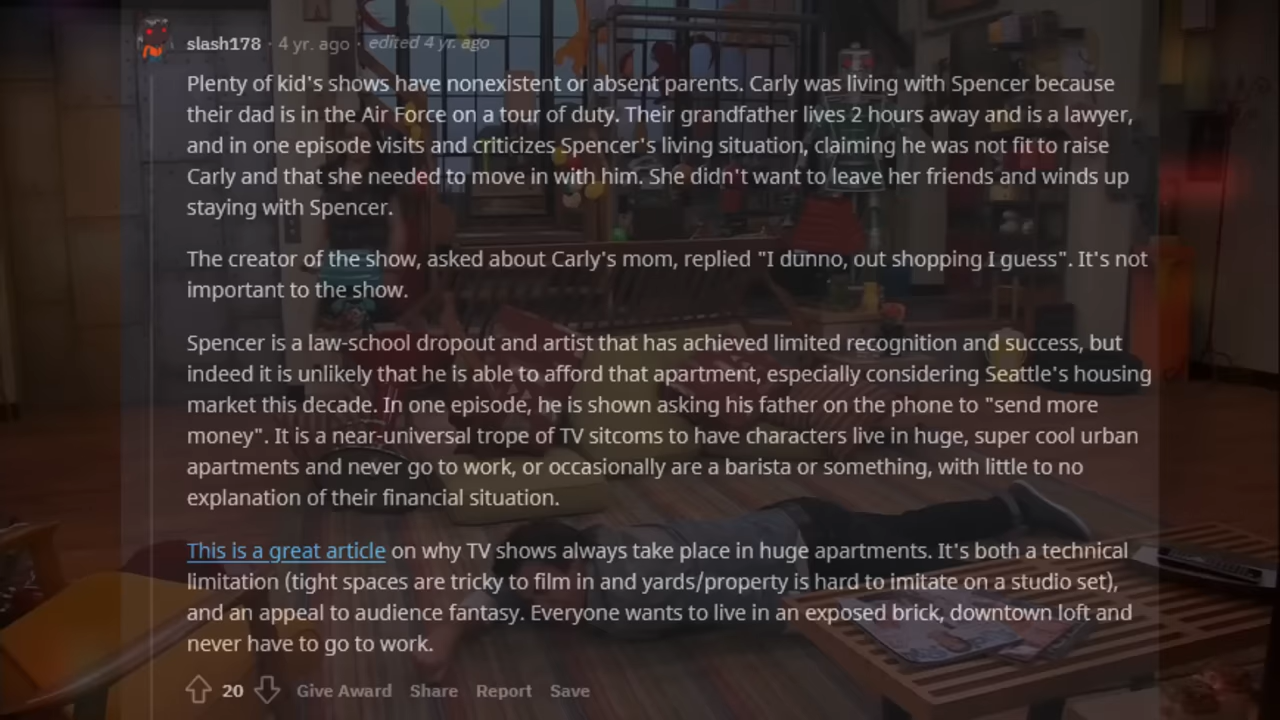 slash178 · 4 yr. ago · edited 4 yr. ago
Plenty of kid's shows have nonexistent or absent parents. Carly was living with Spencer because
their dad is in the Air Force on a tour of duty. Their grandfather lives 2 hours away and is a lawyer,
and in one episode visits and criticizes Spencer's living situation, claiming he was not fit to raise
Carly and that she needed to move in with him. She didn't want to leave her friends and winds up
staying with Spencer.
The creator of the show, asked about Carly's mom, replied "I dunno, out shopping I guess". It's not
important to the show.
Spencer is a law-school dropout and artist that has achieved limited recognition and success, but
indeed it is unlikely that he is able to afford that apartment, especially considering Seattle's housing
market this decade. In one episode, he is shown asking his father on the phone to "send more
money". It is a near-universal trope of TV sitcoms to have characters live in huge, super cool urban
apartments and never go to work, or occasionally are a barista or something, with little to no
explanation of their financial situation.
This is a great article on why TV shows always take place in huge apartments. It's both a technical
limitation (tight spaces are tricky to film in and yards/property is hard to imitate on a studio set),
and an appeal to audience fantasy. Everyone wants to live in an exposed brick, downtown loft and
never have to go to work.
20 Give Award Share Report Save